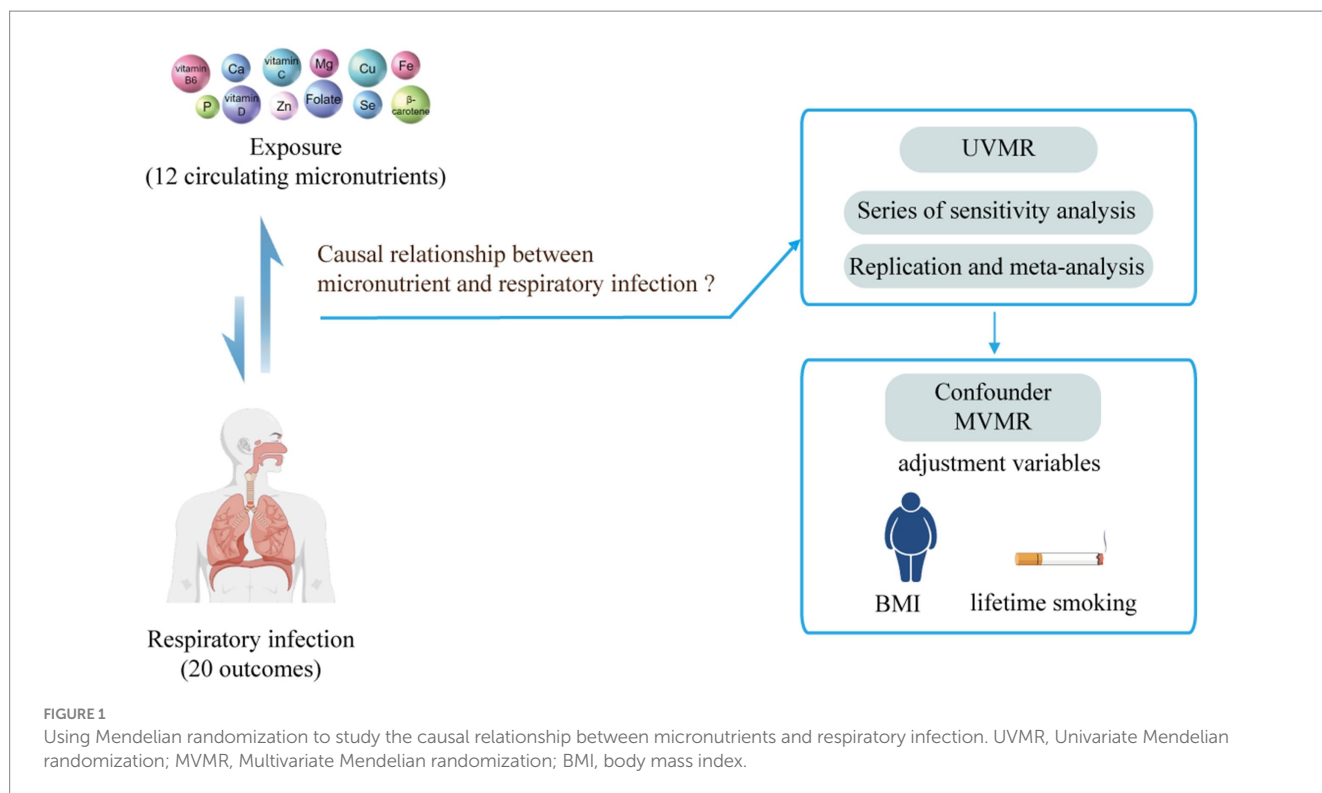 vitamin
B6
Ca
vitamin
C
Mg
Cu
Fe
P
vitamin
D
Zn
Folate
Se
β-
carotene
Exposure
(12 circulating micronutrients)
Causal relationship between
micronutrient and respiratory infection ?
Respiratory infection
(20 outcomes)
UVMR
Series of sensitivity analysis
Replication and meta-analysis
Confounder
MVMR
adjustment variables
BMI
lifetime smoking
FIGURE 1
Using Mendelian randomization to study the causal relationship between micronutrients and respiratory infection. UVMR, Univariate Mendelian
randomization; MVMR, Multivariate Mendelian randomization; BMI, body mass index.